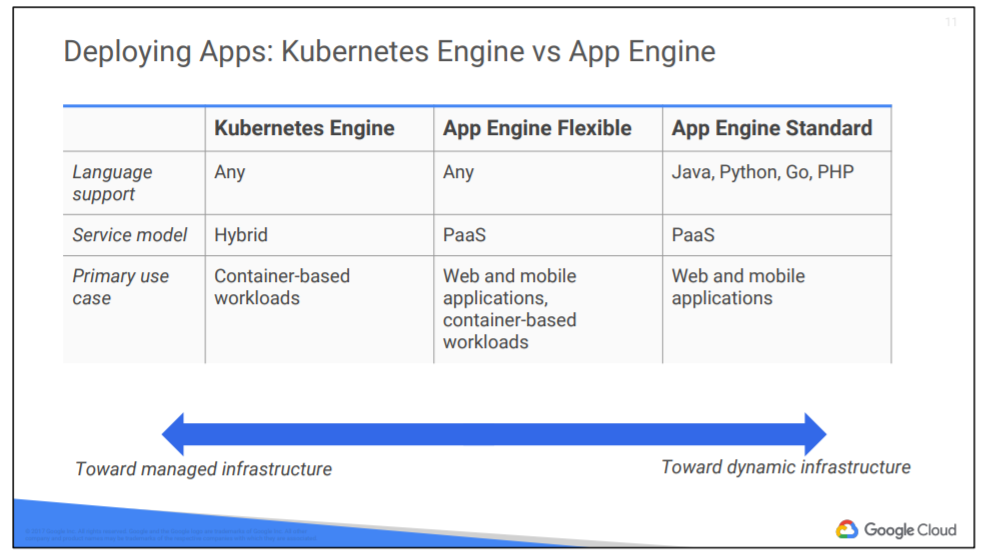 11
Deploying Apps: Kubernetes Engine vs App Engine
Kubernetes Engine App Engine Flexible App Engine Standard
Language support Any Any Java, Python, Go, PHP
Service model Hybrid PaaS PaaS
Primary use case Container-based workloads Web and mobile applications, container-based workloads Web and mobile applications
Toward managed infrastructure
Toward dynamic infrastructure
Google Cloud